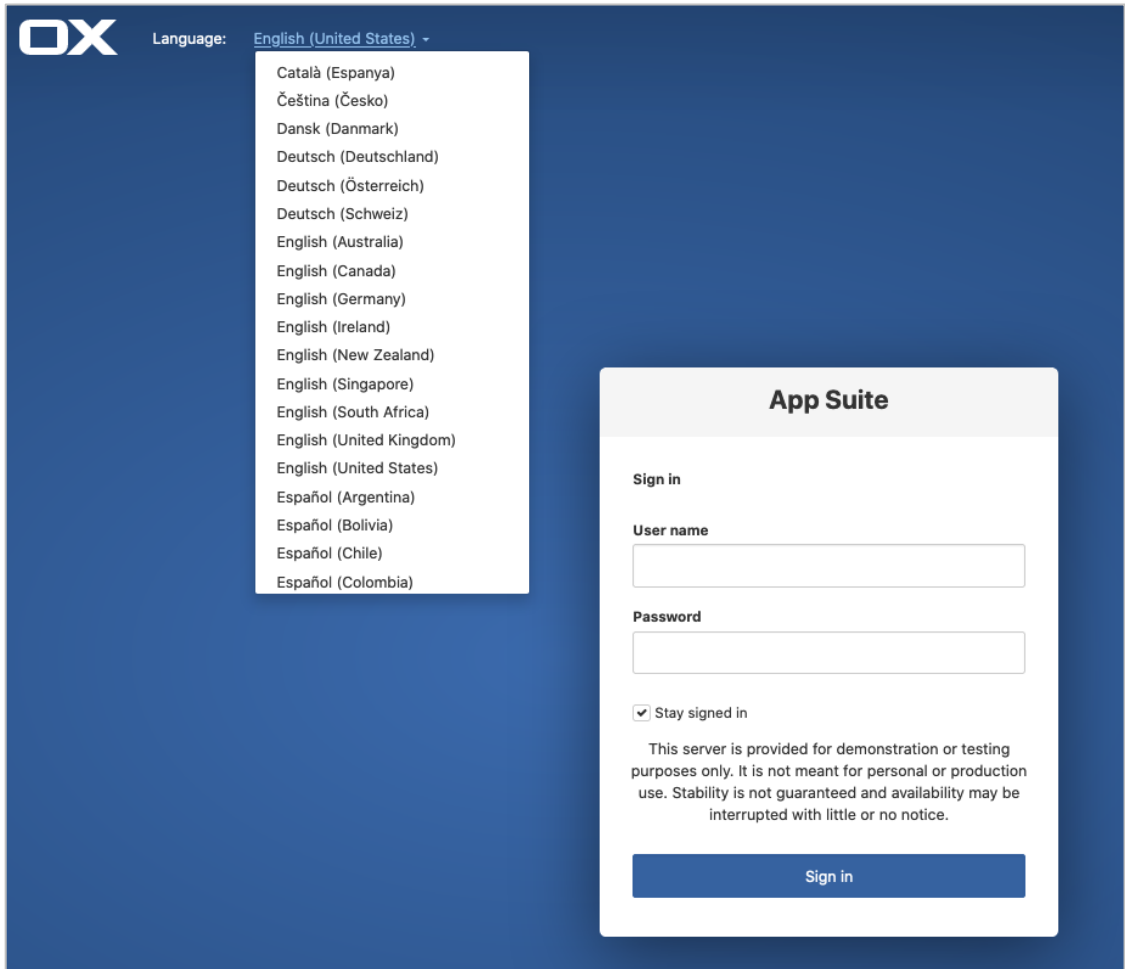 OX
Language: English (United States)
Català (Espanya)
Čeština (Česko)
Dansk (Danmark)
Deutsch (Deutschland)
Deutsch (Österreich)
Deutsch (Schweiz)
English (Australia)
English (Canada)
English (Germany)
English (Ireland)
English (New Zealand)
English (Singapore)
English (South Africa)
English (United Kingdom)
English (United States)
Español (Argentina)
Español (Bolivia)
Español (Chile)
Español (Colombia)
App Suite
Sign in
User name
Password
Stay signed in
This server is provided for demonstration or testing
purposes only. It is not meant for personal or production
use. Stability is not guaranteed and availability may be
interrupted with little or no notice.
Sign in